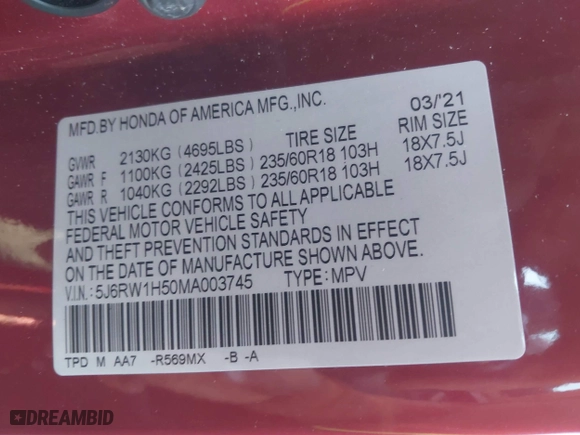 MFD.BY HONDA OF AMERICA MFG.,INC. 03/'21
TIRE SIZE RIM SIZE
GVWR 2130KG (4695LBS)
GAWR F 1100KG (2425LBS) 235/60R18 103H 18X7.5J
GAWR R 1040KG (2292LBS) 235/60R18 103H 18X7.5J
THIS VEHICLE CONFORMS TO ALL APPLICABLE
FEDERAL MOTOR VEHICLE SAFETY
AND THEFT PREVENTION STANDARDS IN EFFECT
ON THE DATE OF MANUFACTURE SHOWN ABOVE.
V.I.N.: 5J6RW1H50MA003745 TYPE: MPV
TPD M AA7 -R569MX -B -A
DREAMBID